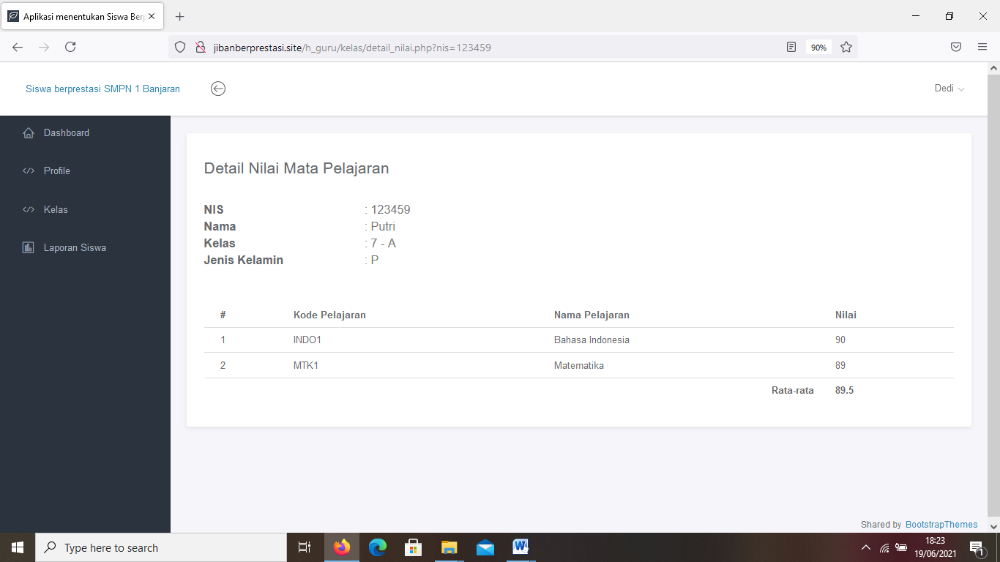 Aplikasi menentukan Siswa Berp
jibanberprestasi.site/h_guru/kelas/detail_nilai.php?nis=123459
90%
Siswa berprestasi SMPN 1 Banjaran
Dedi
Dashboard
Profile
Kelas
Laporan Siswa
Detail Nilai Mata Pelajaran
NIS : 123459
Nama : Putri
Kelas : 7 - A
Jenis Kelamin : P
# Kode Pelajaran Nama Pelajaran Nilai
1 INDO1 Bahasa Indonesia 90
2 MTK1 Matematika 89
Rata-rata 89.5
Shared by BootstrapThemes
Type here to search
18:23
19/06/2021
1